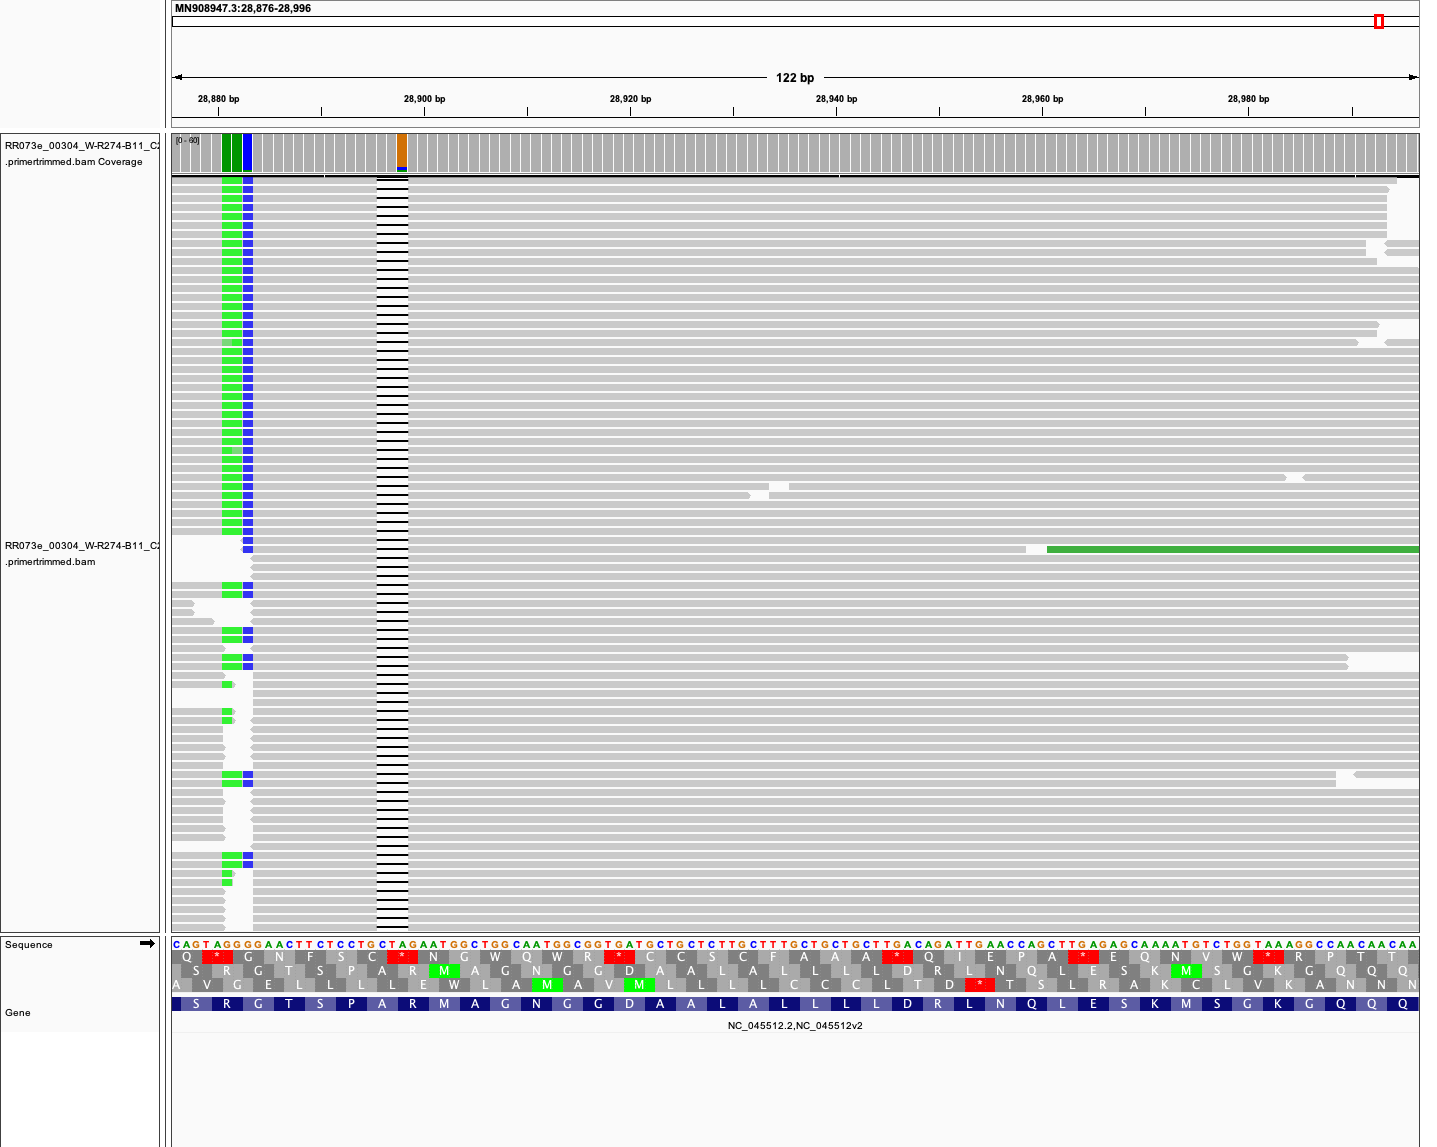 MN908947.3:28,876-28,996
122 bp
28,880 bp 28,900 bp 28,920 bp 28,940 bp 28,960 bp 28,980 bp
RR073e_00304_W-R274-B11_C
.primertrimmed.bam Coverage
[0 - 60]
RR073e_00304_W-R274-B11_C
.primertrimmed.bam
Sequence
CAGTAGGGGAACTTCTCCTGCTAGAATGGCTGGCAATGGCGGTGATGCTGCTCTTGCTTTGCTGCTGCTTGACAGATTGAACCAGCTTGAGAGCAAAATGTCTGGTAAAGGCCAACAACAA
Q * G N F S C * N G W Q W R * C C S C F A A A * Q I E P A * E Q N V W * R P T T
S R G T S P A R M A G N G G D A A L A L L L L D R L N Q L E S K M S G K G Q Q Q
A V G E L L L L E W L A M A V M L L L L C C C L T D * T S L R A K C L V K A N N N
Gene
S R G T S P A R M A G N G G D A A L A L L L L D R L N Q L E S K M S G K G Q Q Q
NC_045512.2,NC_045512v2